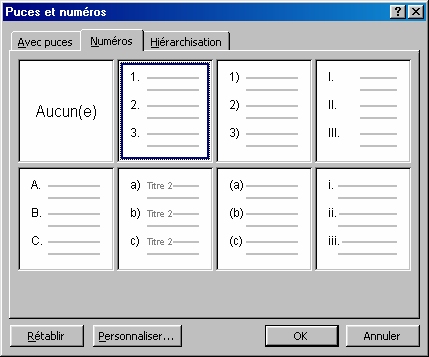 Puces et numéros
Avec puces
Numéros
Hiérarchisation
Aucun(e)
1.
2.
3.
1)
2)
3)
I.
II.
III.
A.
B.
C.
a) Titre 2
b) Titre 2
c) Titre 2
(a)
(b)
(c)
i.
ii.
iii.
Rétablir
Personnaliser...
OK
Annuler